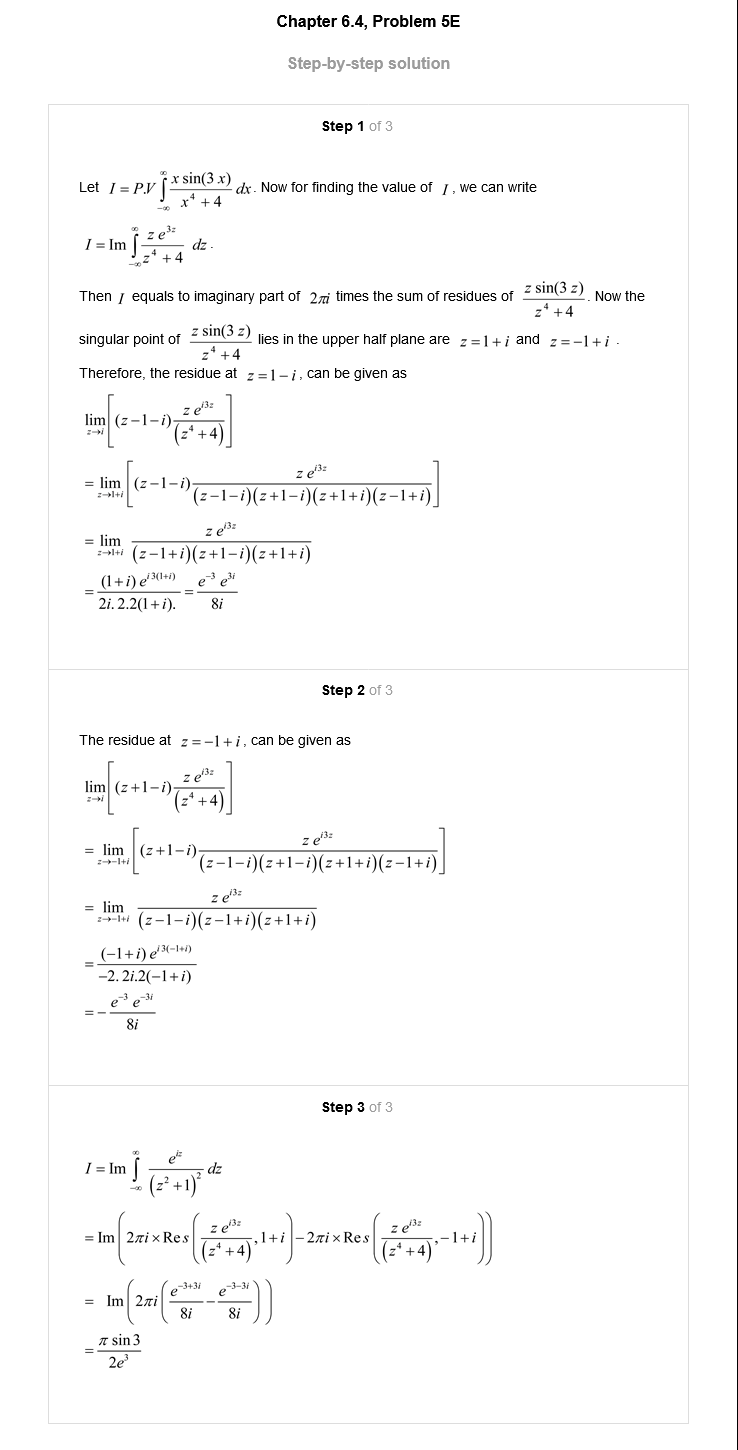 Chapter 6.4, Problem 5E
Step-by-step solution
Step 1 of 3
Let $I = P.V \int_{-\infty}^{\infty} \frac{x \sin(3x)}{x^4+4} dx$. Now for finding the value of $I$, we can write
$I = \text{Im} \int_{-\infty}^{\infty} \frac{z e^{3z}}{z^4+4} dz$.
Then $I$ equals to imaginary part of $2\pi i$ times the sum of residues of $\frac{z \sin(3z)}{z^4+4}$. Now the
singular point of $\frac{z \sin(3z)}{z^4+4}$ lies in the upper half plane are $z=1+i$ and $z=-1+i$.
Therefore, the residue at $z=1-i$, can be given as
$\lim_{z \to i} \left[ (z-1-i) \frac{z e^{i3z}}{(z^4+4)} \right]$
$= \lim_{z \to 1+i} \left[ (z-1-i) \frac{z e^{i3z}}{(z-1-i)(z+1-i)(z+1+i)(z-1+i)} \right]$
$= \lim_{z \to 1+i} \frac{z e^{i3z}}{(z-1+i)(z+1-i)(z+1+i)}$
$= \frac{(1+i) e^{i3(1+i)}}{2i.2.2(1+i).} = \frac{e^{-3} e^{3i}}{8i}$
Step 2 of 3
The residue at $z=-1+i$, can be given as
$\lim_{z \to i} \left[ (z+1-i) \frac{z e^{i3z}}{(z^4+4)} \right]$
$= \lim_{z \to -1+i} \left[ (z+1-i) \frac{z e^{i3z}}{(z-1-i)(z+1-i)(z+1+i)(z-1+i)} \right]$
$= \lim_{z \to -1+i} \frac{z e^{i3z}}{(z-1-i)(z-1+i)(z+1+i)}$
$= \frac{(-1+i) e^{i3(-1+i)}}{-2.2i.2(-1+i)}$
$= -\frac{e^{-3} e^{-3i}}{8i}$
Step 3 of 3
$I = \text{Im} \int_{-\infty}^{\infty} \frac{e^{iz}}{(z^2+1)^2} dz$
$= \text{Im} \left( 2\pi i \times \text{Res} \left( \frac{z e^{i3z}}{(z^4+4)}, 1+i \right) - 2\pi i \times \text{Res} \left( \frac{z e^{i3z}}{(z^4+4)}, -1+i \right) \right)$
$= \text{Im} \left( 2\pi i \left( \frac{e^{-3+3i}}{8i} - \frac{e^{-3-3i}}{8i} \right) \right)$
$= \frac{\pi \sin 3}{2e^3}$